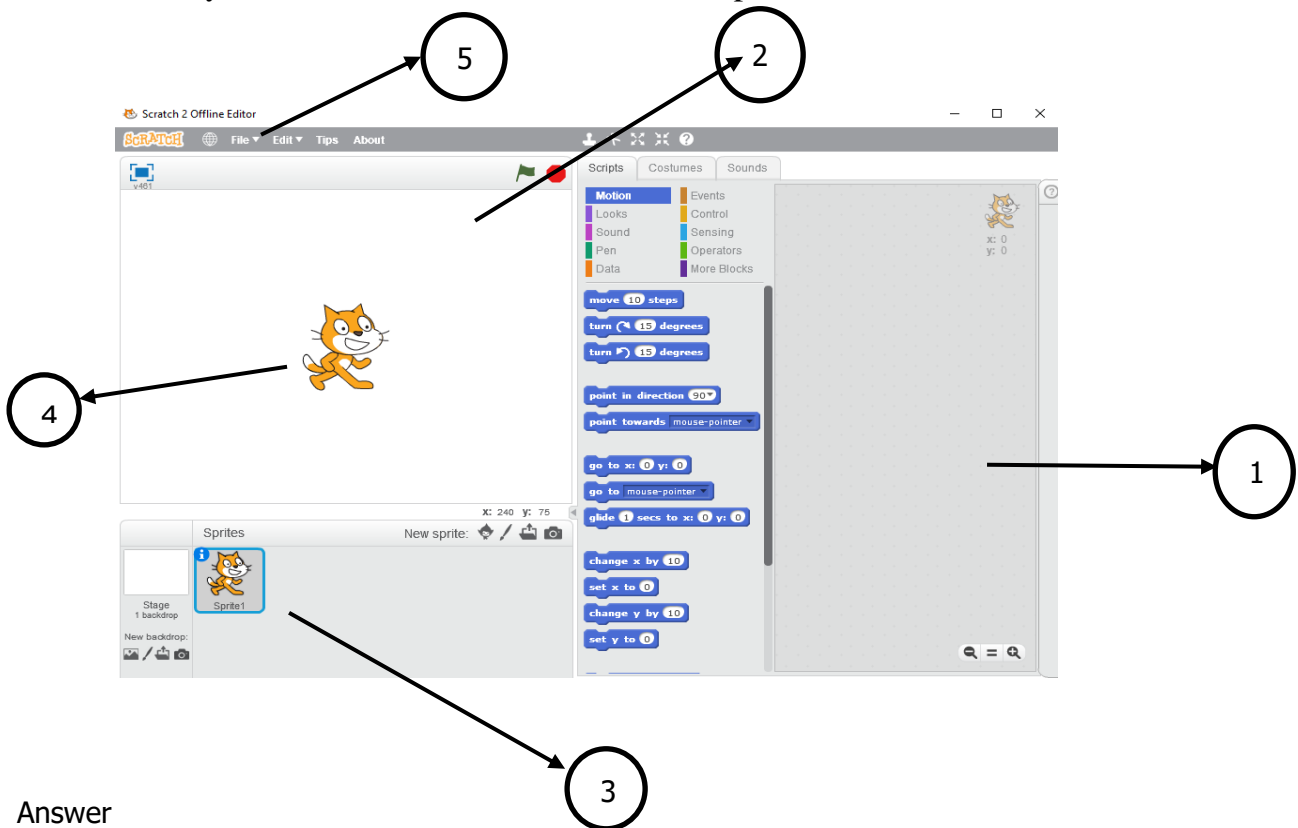 5
2
Scratch 2 Offline Editor
SCRATCH File Edit Tips About
v461
Scripts Costumes Sounds
Motion Events
Looks Control
Sound Sensing
Pen Operators
Data More Blocks
x: 0
y: 0
move 10 steps
turn 15 degrees
turn 15 degrees
point in direction 90
point towards mouse-pointer
go to x: 0 y: 0
go to mouse-pointer
glide 1 secs to x: 0 y: 0
change x by 10
set x to 0
change y by 10
set y to 0
4
1
X: 240 y: 75
Sprites New sprite:
Stage
1 backdrop
Sprite1
New backdrop:
3
Answer